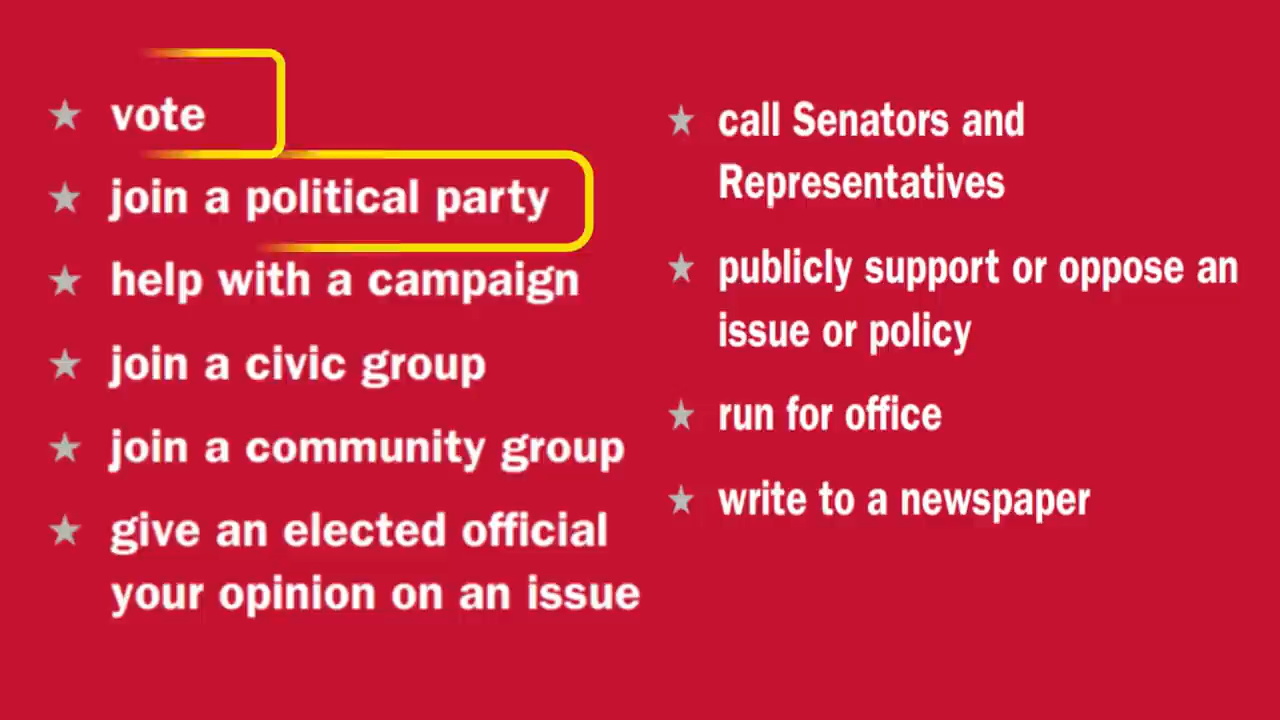 vote
join a political party
help with a campaign
join a civic group
join a community group
give an elected official
your opinion on an issue
call Senators and
Representatives
publicly support or oppose an
issue or policy
run for office
write to a newspaper